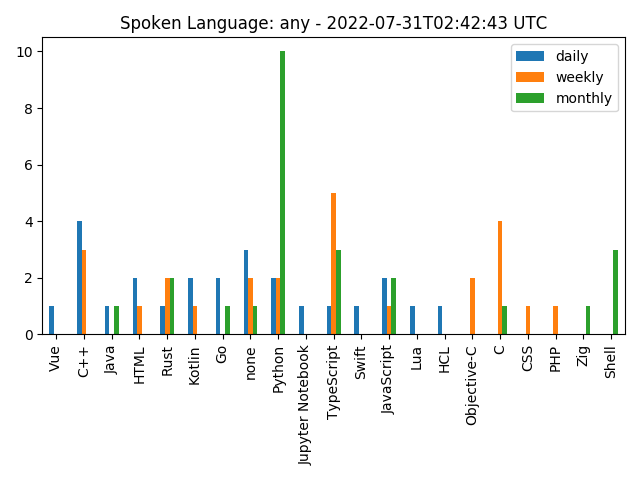 Spoken Language: any - 2022-07-31T02:42:43 UTC
daily
weekly
monthly
10
8
6
4
2
0
Vue
C++
Java
HTML
Rust
Kotlin
Go
none
Python
Jupyter Notebook
TypeScript
Swift
JavaScript
Lua
HCL
Objective-C
C
CSS
PHP
Zig
Shell